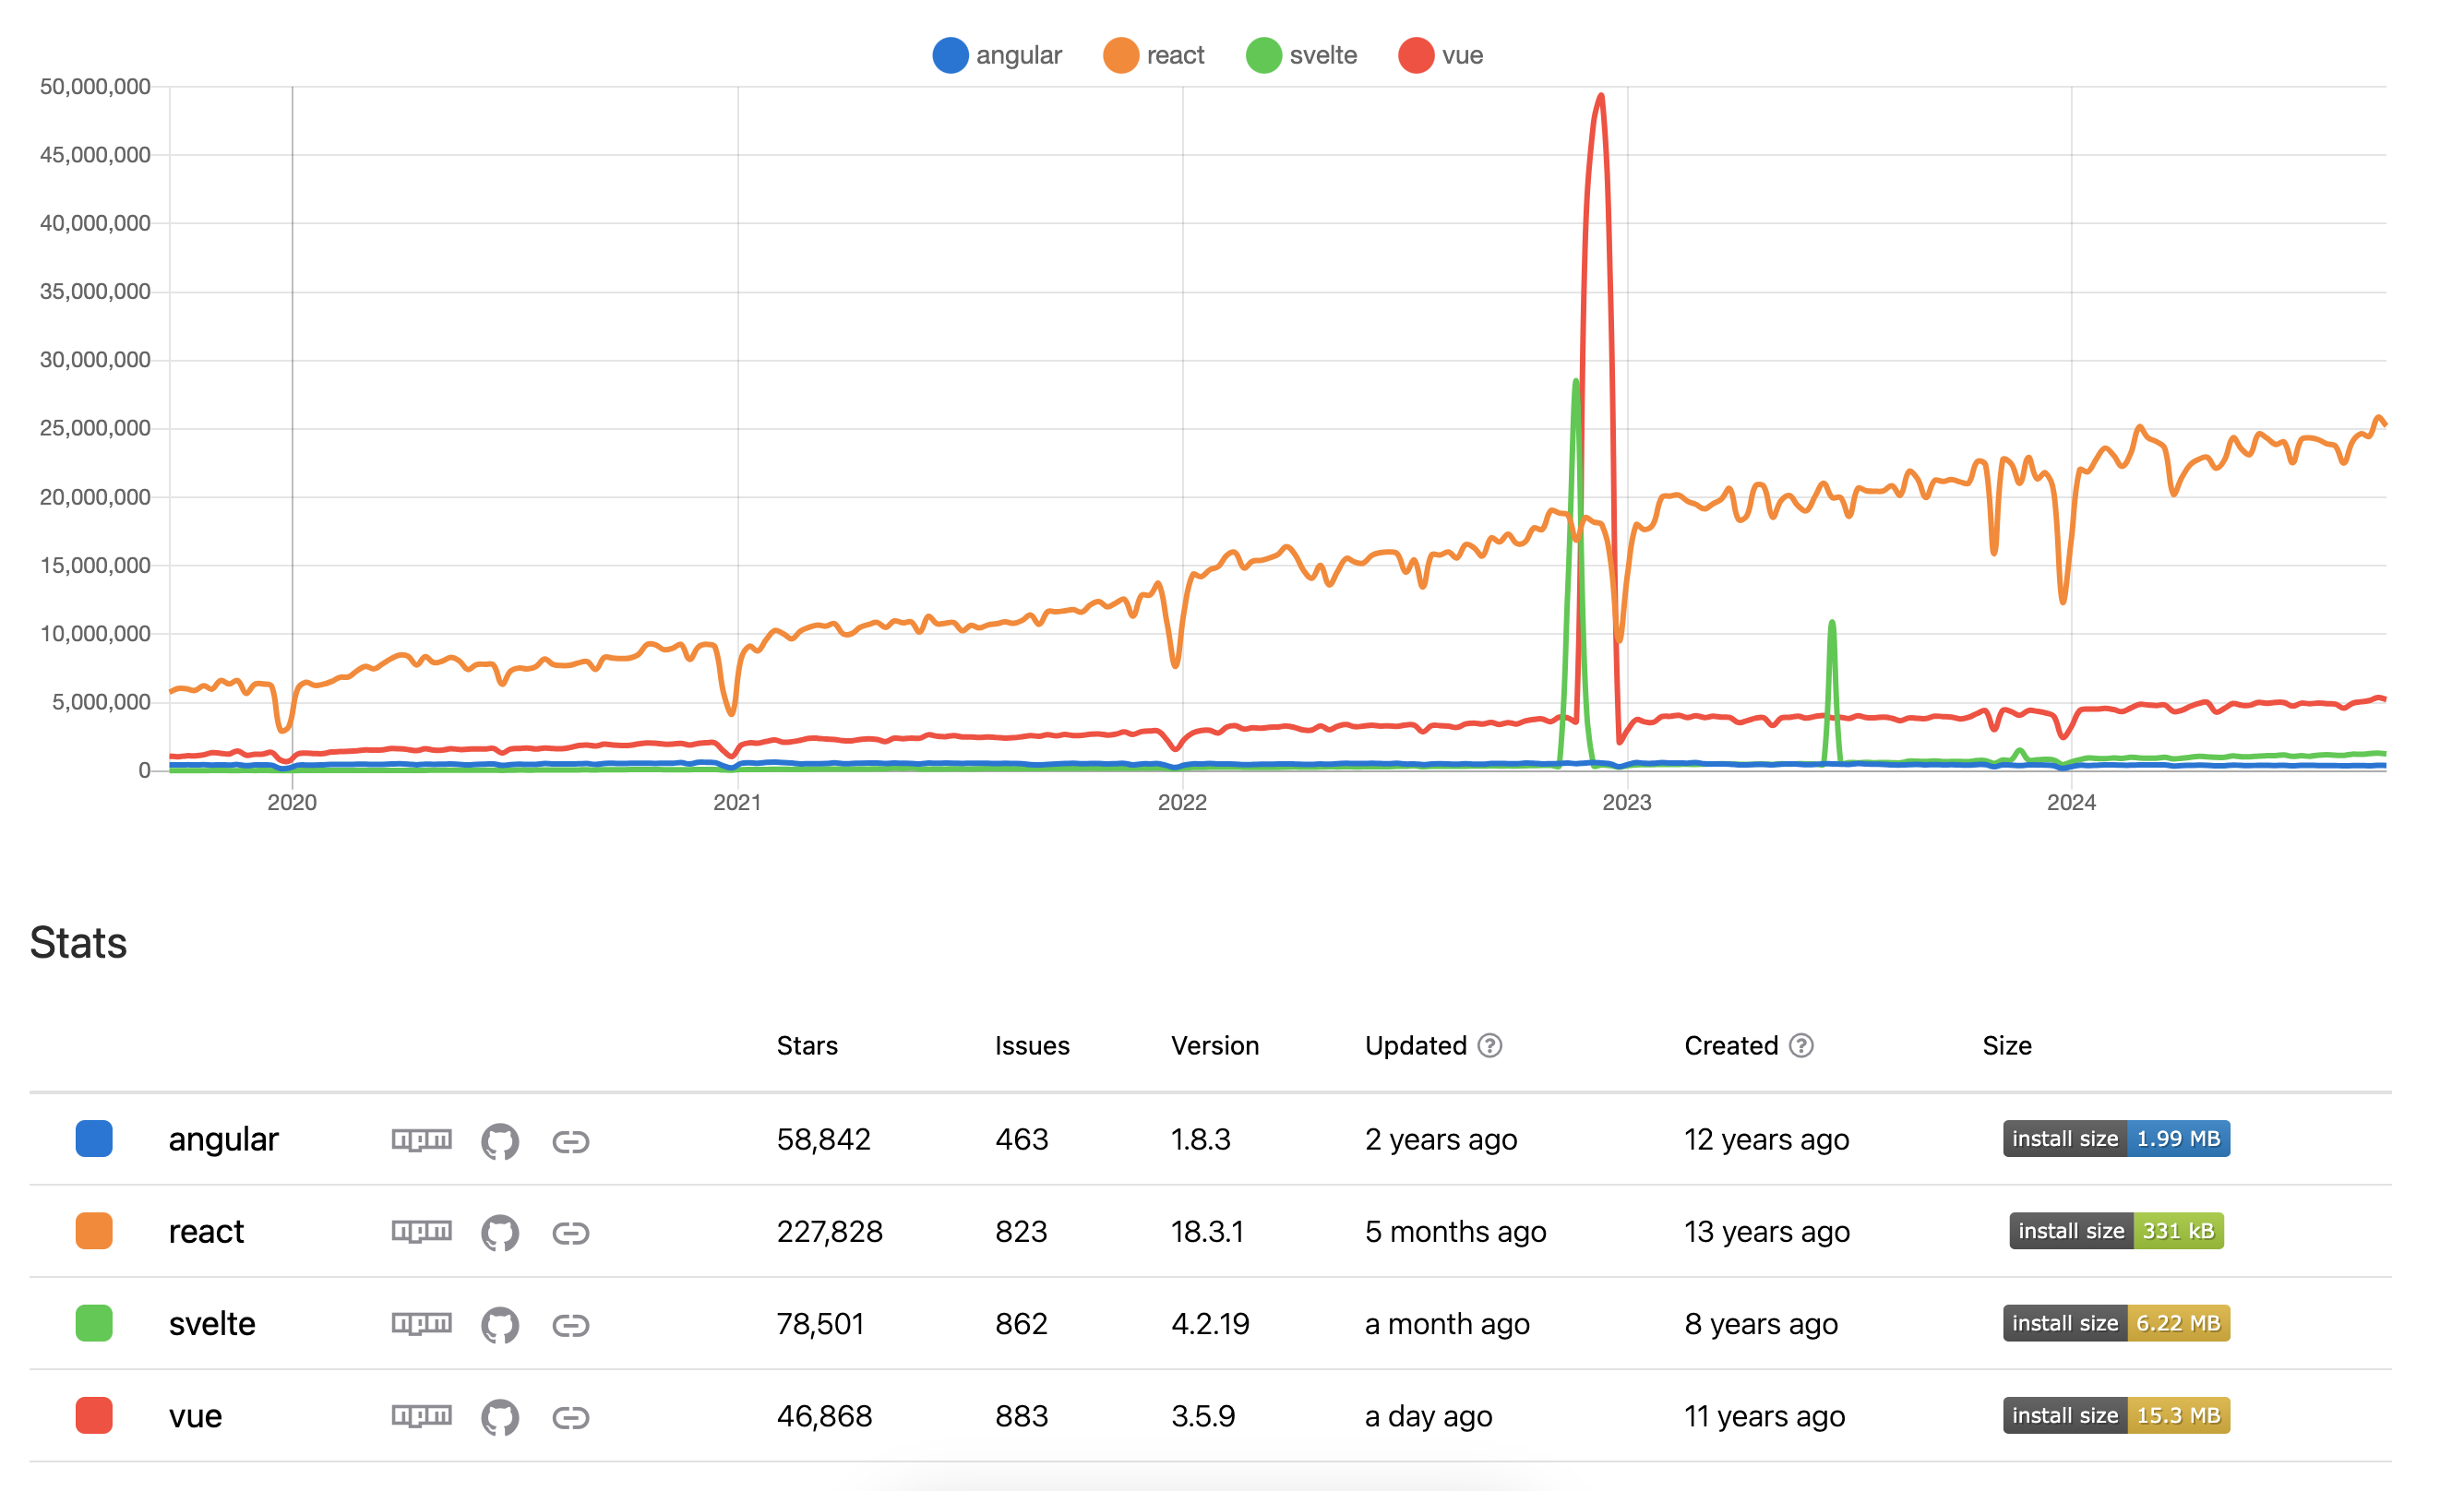 angular react svelte vue
50,000,000
45,000,000
40,000,000
35,000,000
30,000,000
25,000,000
20,000,000
15,000,000
10,000,000
5,000,000
0
2020 2021 2022 2023 2024
Stats
Stars Issues Version Updated ? Created ? Size
angular npm 58,842 463 1.8.3 2 years ago 12 years ago install size 1.99 MB
react npm 227,828 823 18.3.1 5 months ago 13 years ago install size 331 kB
svelte npm 78,501 862 4.2.19 a month ago 8 years ago install size 6.22 MB
vue npm 46,868 883 3.5.9 a day ago 11 years ago install size 15.3 MB